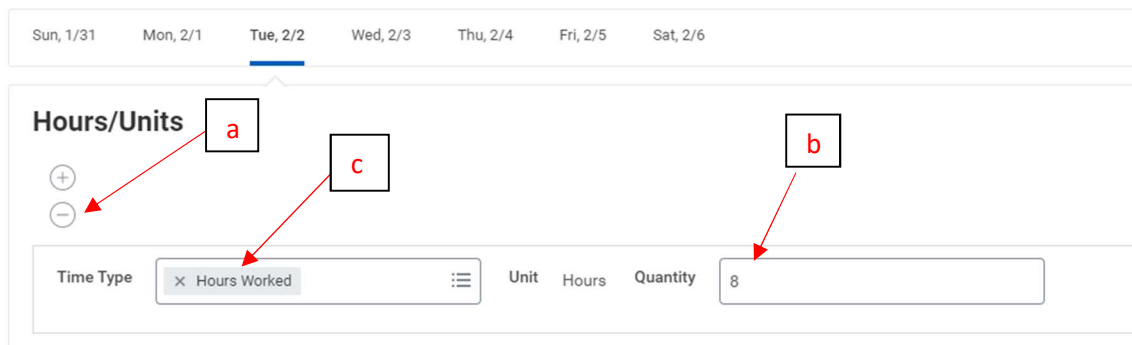 Sun, 1/31 Mon, 2/1 Tue, 2/2 Wed, 2/3 Thu, 2/4 Fri, 2/5 Sat, 2/6
Hours/Units
a
c
b
Time Type × Hours Worked Unit Hours Quantity 8